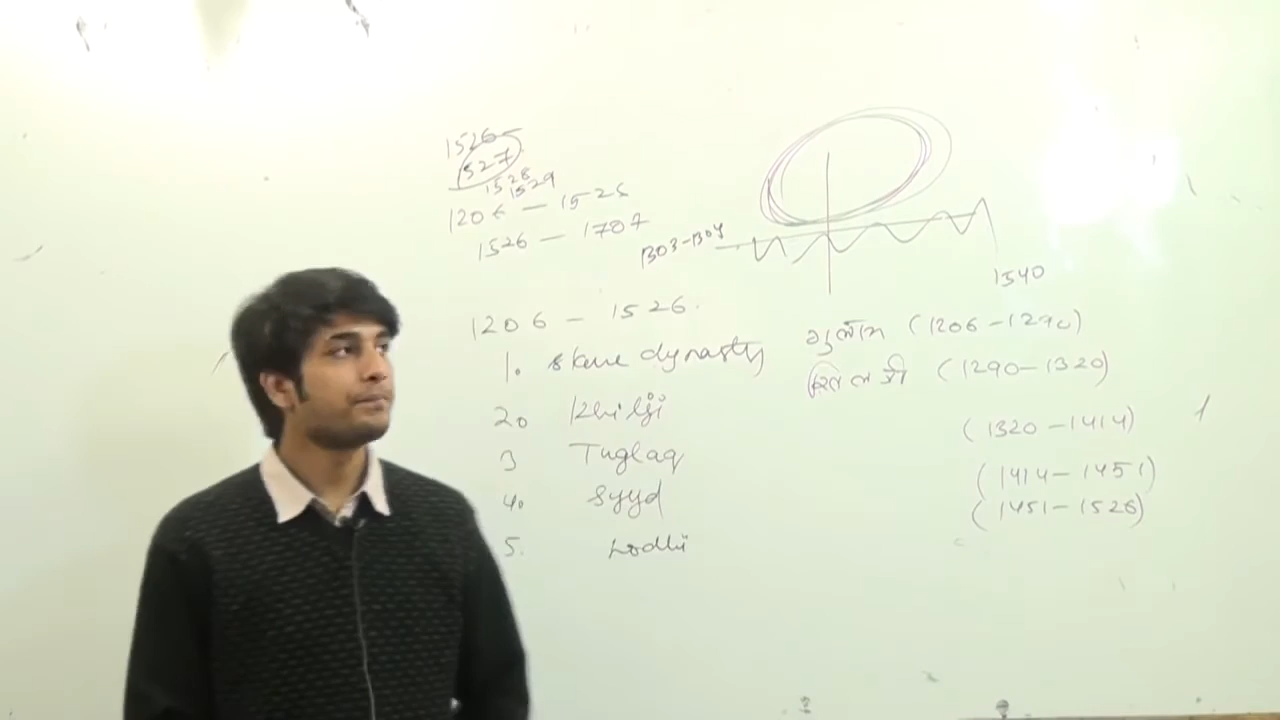 1526-
1527
1528
1529
1206 - 1526
1526 - 1707
1303-1304
1540
1206 - 1526.
1. slave dynasty गुलाम (1206-1290)
2. Khilji खिलजी (1290-1320)
3 Tuglaq (1320-1414)
4. Syyd (1414-1451)
5. Lodhi (1451-1526)